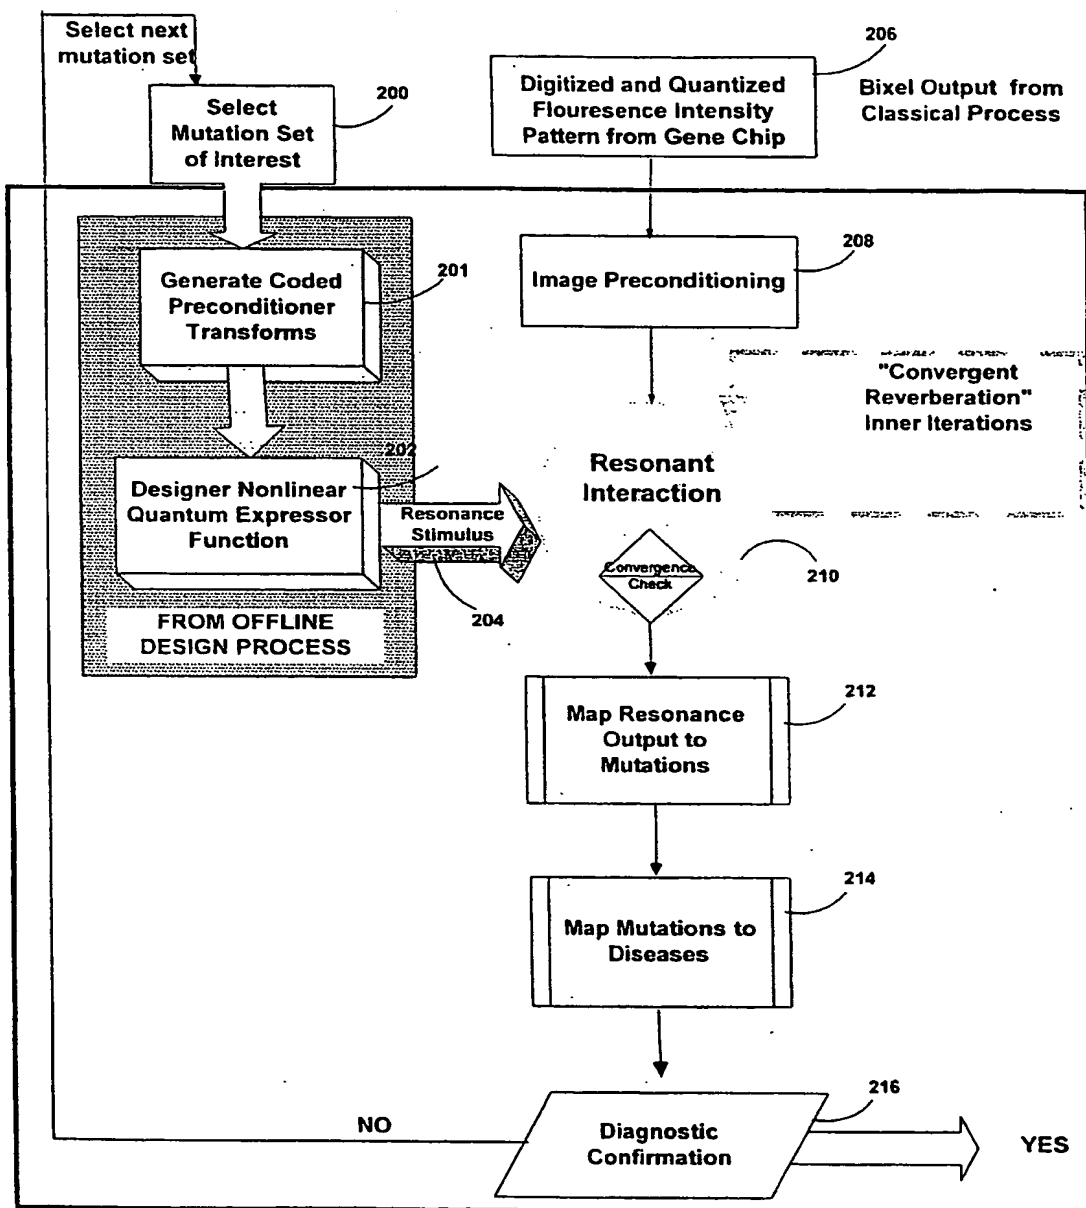 Select next
mutation set
200
Select
Mutation Set
of Interest
206
Digitized and Quantized
Flouresence Intensity
Pattern from Gene Chip
Bixel Output from
Classical Process
201
Generate Coded
Preconditioner
Transforms
208
Image Preconditioning
"Convergent
Reverberation"
Inner Iterations
202
Designer Nonlinear
Quantum Expressor
Function
Resonance
Stimulus
204
Resonant
Interaction
Convergence
Check
210
FROM OFFLINE
DESIGN PROCESS
212
Map Resonance
Output to
Mutations
214
Map Mutations to
Diseases
216
NO
Diagnostic
Confirmation
YES